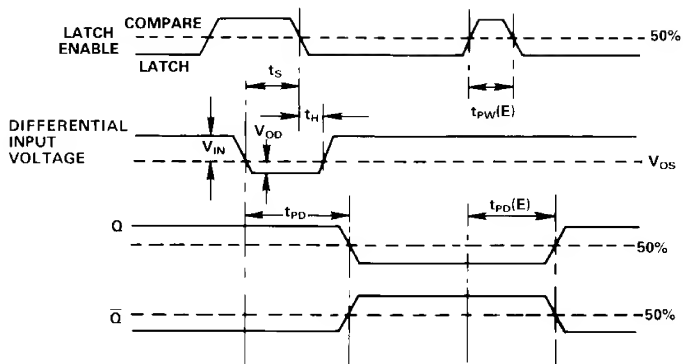 COMPARE
LATCH
ENABLE
50%
LATCH
tS
tPW(E)
tH
DIFFERENTIAL
INPUT
VOLTAGE
VIN
VOD
VOS
tPD
tPD(E)
Q
50%
Q̅
50%